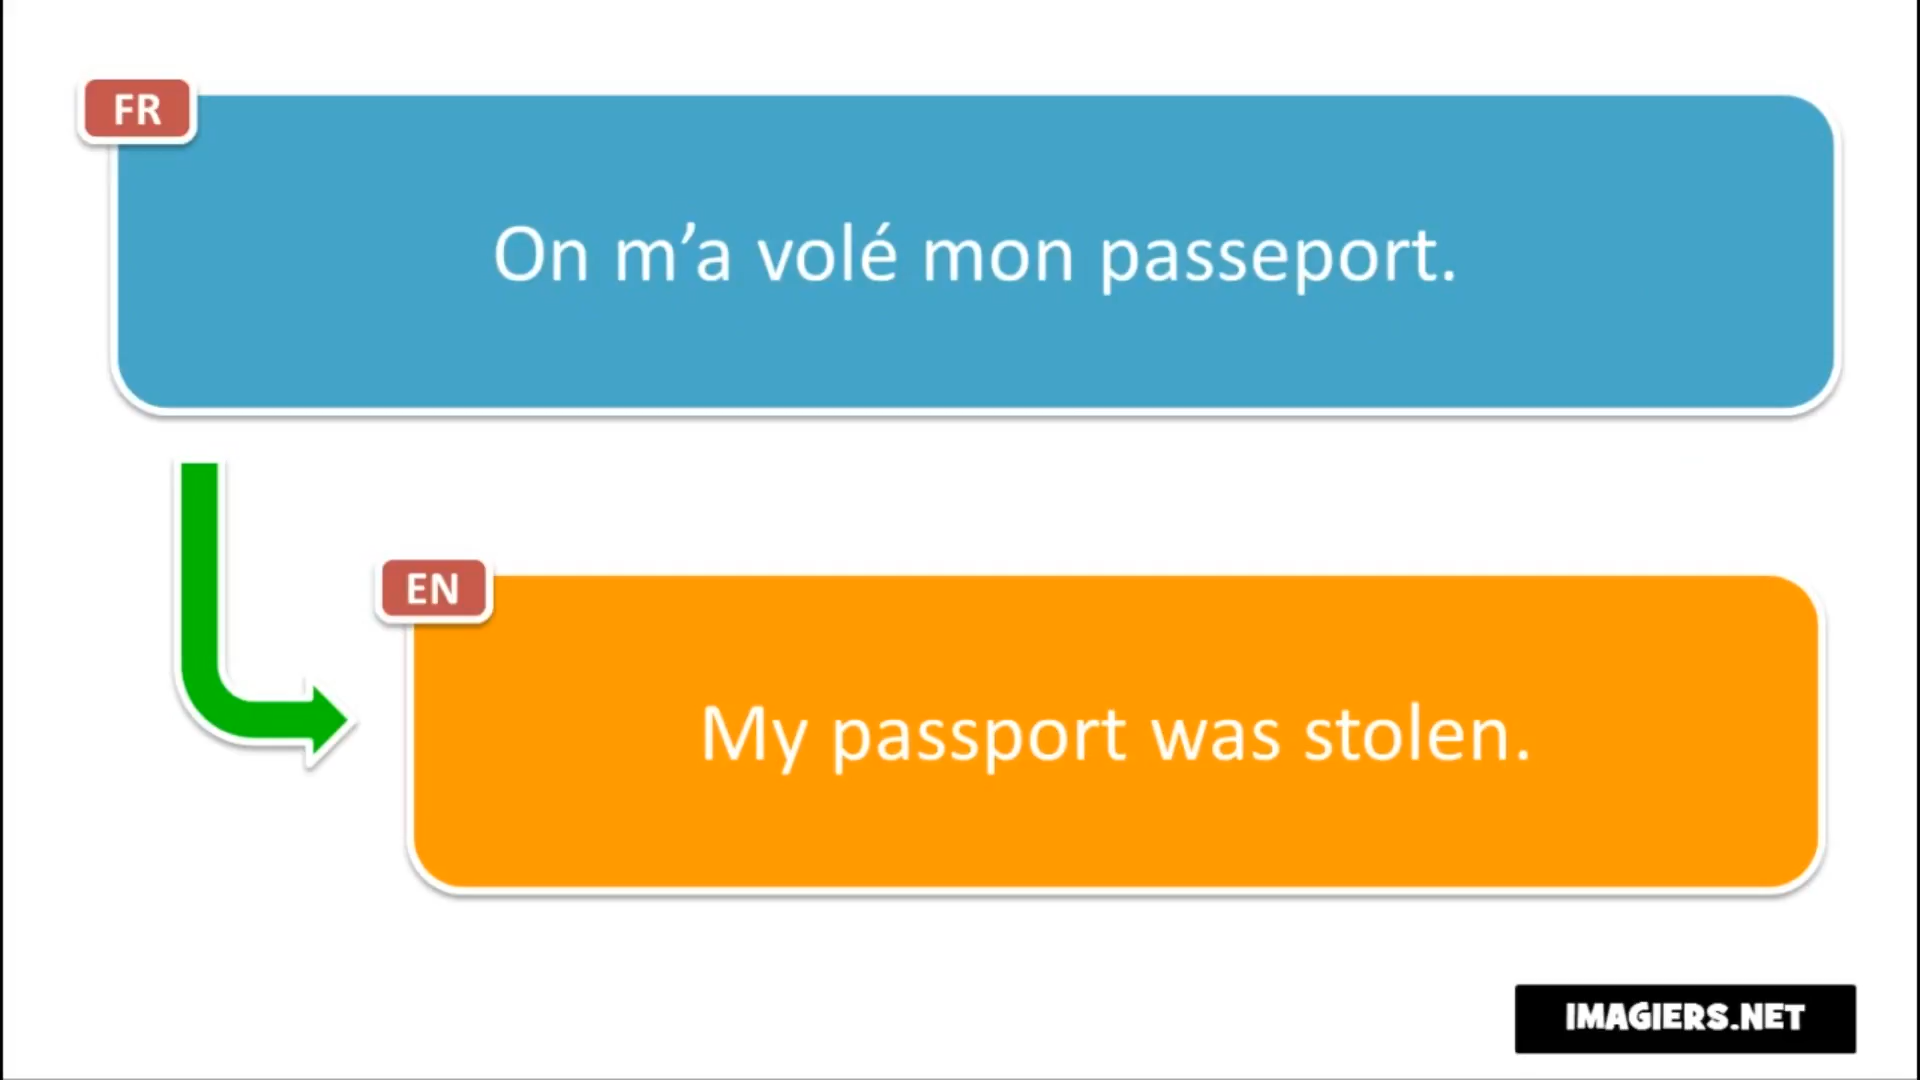 FR
On m’a volé mon passeport.
EN
My passport was stolen.
IMAGIERS.NET